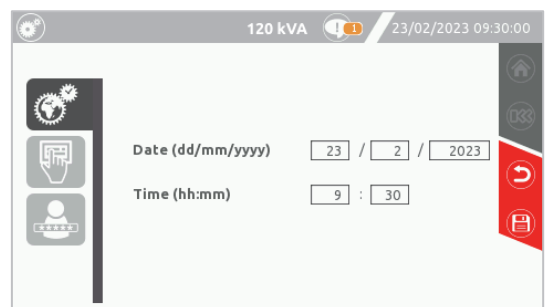 120 kVA ! 1 23/02/2023 09:30:00
Date (dd/mm/yyyy) 23 / 2 / 2023
Time (hh:mm) 9 : 30
*****